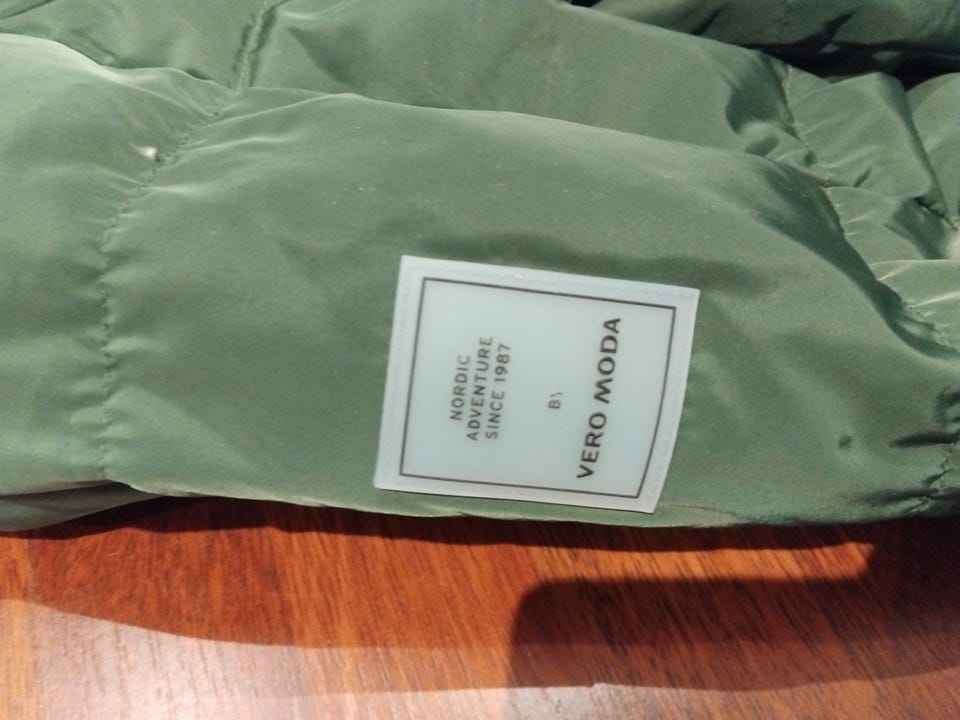 NORDIC
ADVENTURE
SINCE 1987
BY
VERO MODA